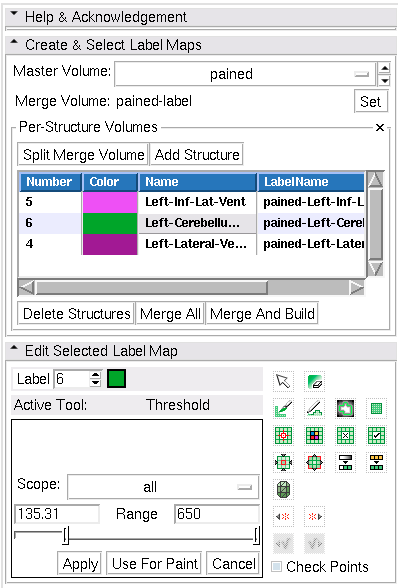 Help & Acknowledgement
Create & Select Label Maps
Master Volume: pained
Merge Volume: pained-label Set
Per-Structure Volumes
Split Merge Volume Add Structure
Number Color Name LabelName
5 Left-Inf-Lat-Vent pained-Left-Inf-L
6 Left-Cerebellu... pained-Left-Cerel
4 Left-Lateral-Ve... pained-Left-Later
Delete Structures Merge All Merge And Build
Edit Selected Label Map
Label 6
Active Tool: Threshold
Scope: all
135.31 Range 650
Apply Use For Paint Cancel
Check Points